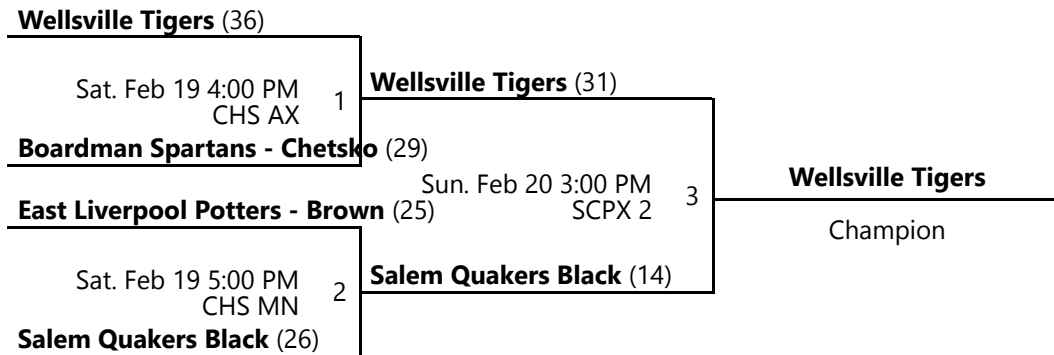 Wellsville Tigers (36)
Sat. Feb 19 4:00 PM
1
CHS AX
Wellsville Tigers (31)
Boardman Spartans - Chetsko (29)
Sun. Feb 20 3:00 PM
3
SCPX 2
Wellsville Tigers
Champion
East Liverpool Potters - Brown (25)
Sat. Feb 19 5:00 PM
2
CHS MN
Salem Quakers Black (14)
Salem Quakers Black (26)